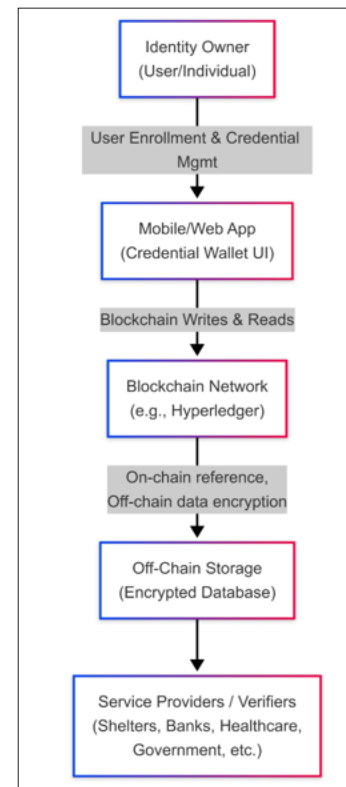 Identity Owner
(User/Individual)
User Enrollment & Credential
Mgmt
Mobile/Web App
(Credential Wallet UI)
Blockchain Writes & Reads
Blockchain Network
(e.g., Hyperledger)
On-chain reference,
Off-chain data encryption
Off-Chain Storage
(Encrypted Database)
Service Providers / Verifiers
(Shelters, Banks, Healthcare,
Government, etc.)